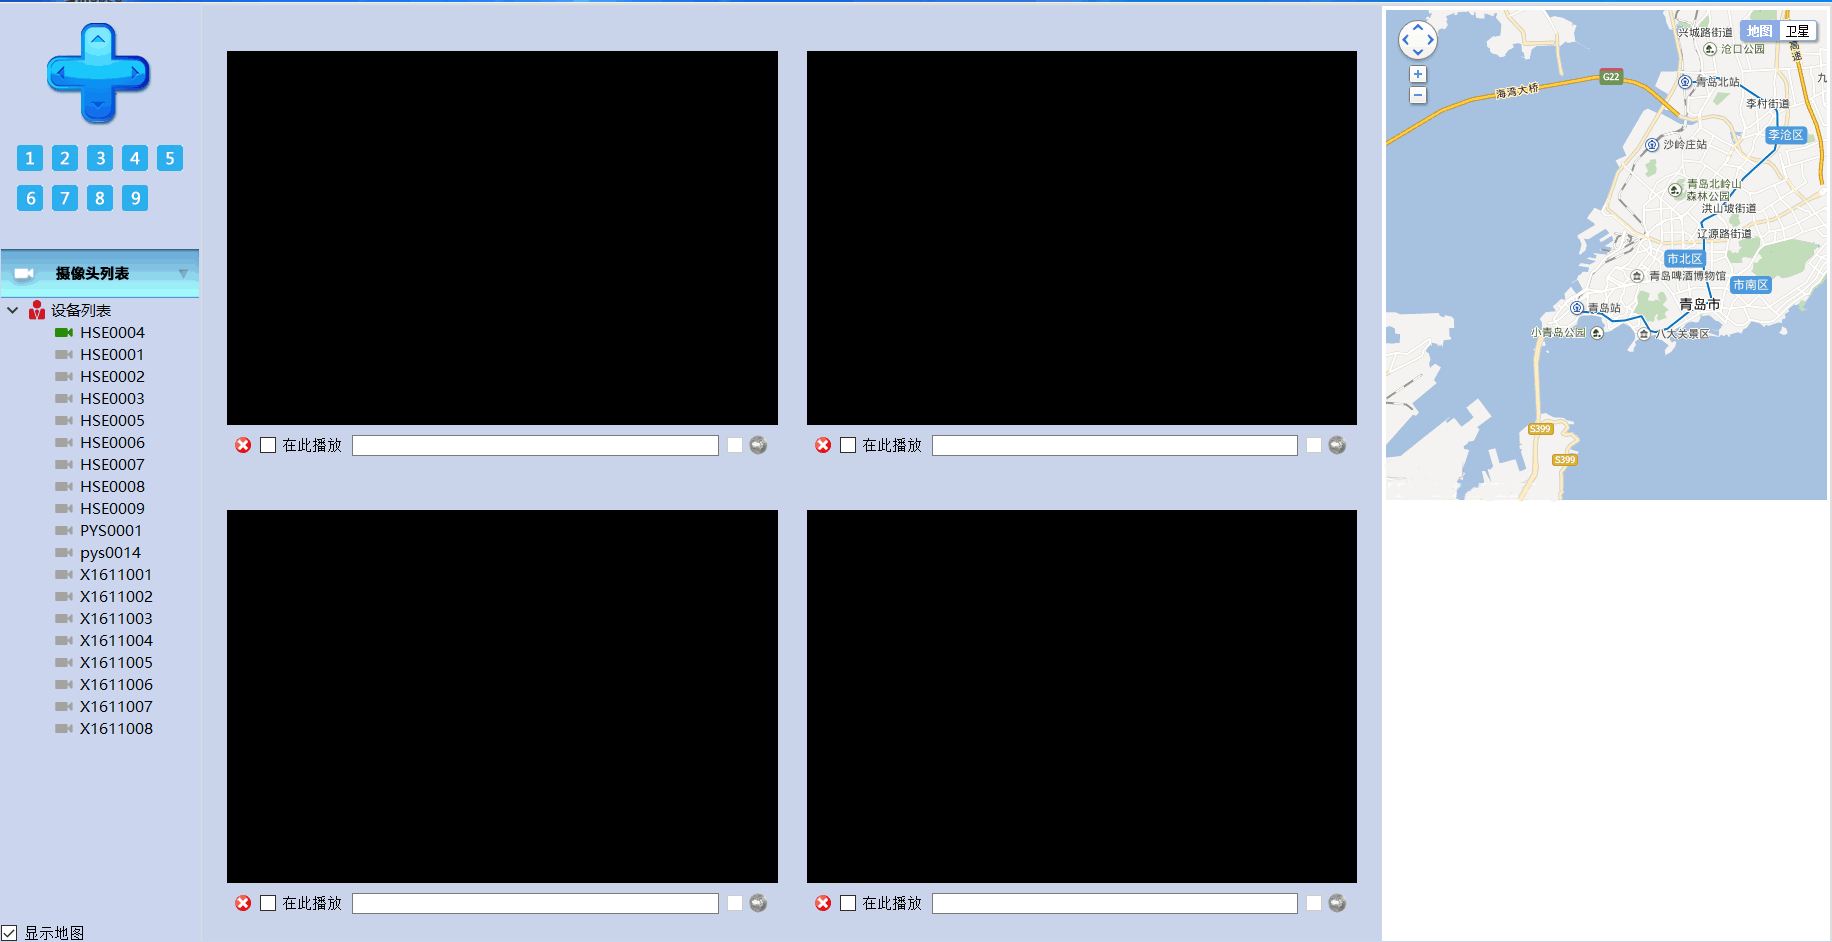 1 2 3 4 5
6 7 8 9
摄像头列表
设备列表
HSE0004
HSE0001
HSE0002
HSE0003
HSE0005
HSE0006
HSE0007
HSE0008
HSE0009
PYS0001
pys0014
X1611001
X1611002
X1611003
X1611004
X1611005
X1611006
X1611007
X1611008
显示地图
在此播放
在此播放
在此播放
在此播放
兴城路街道
地图 卫星
沧口公园
高速
G22
海湾大桥
青岛北站
九
李村街道
李沧区
沙岭庄站
青岛北岭山
森林公园
洪山坡街道
辽源路街道
市北区
青岛啤酒博物馆
市南区
青岛市
青岛站
小青岛公园
八大关景区
S399
S399